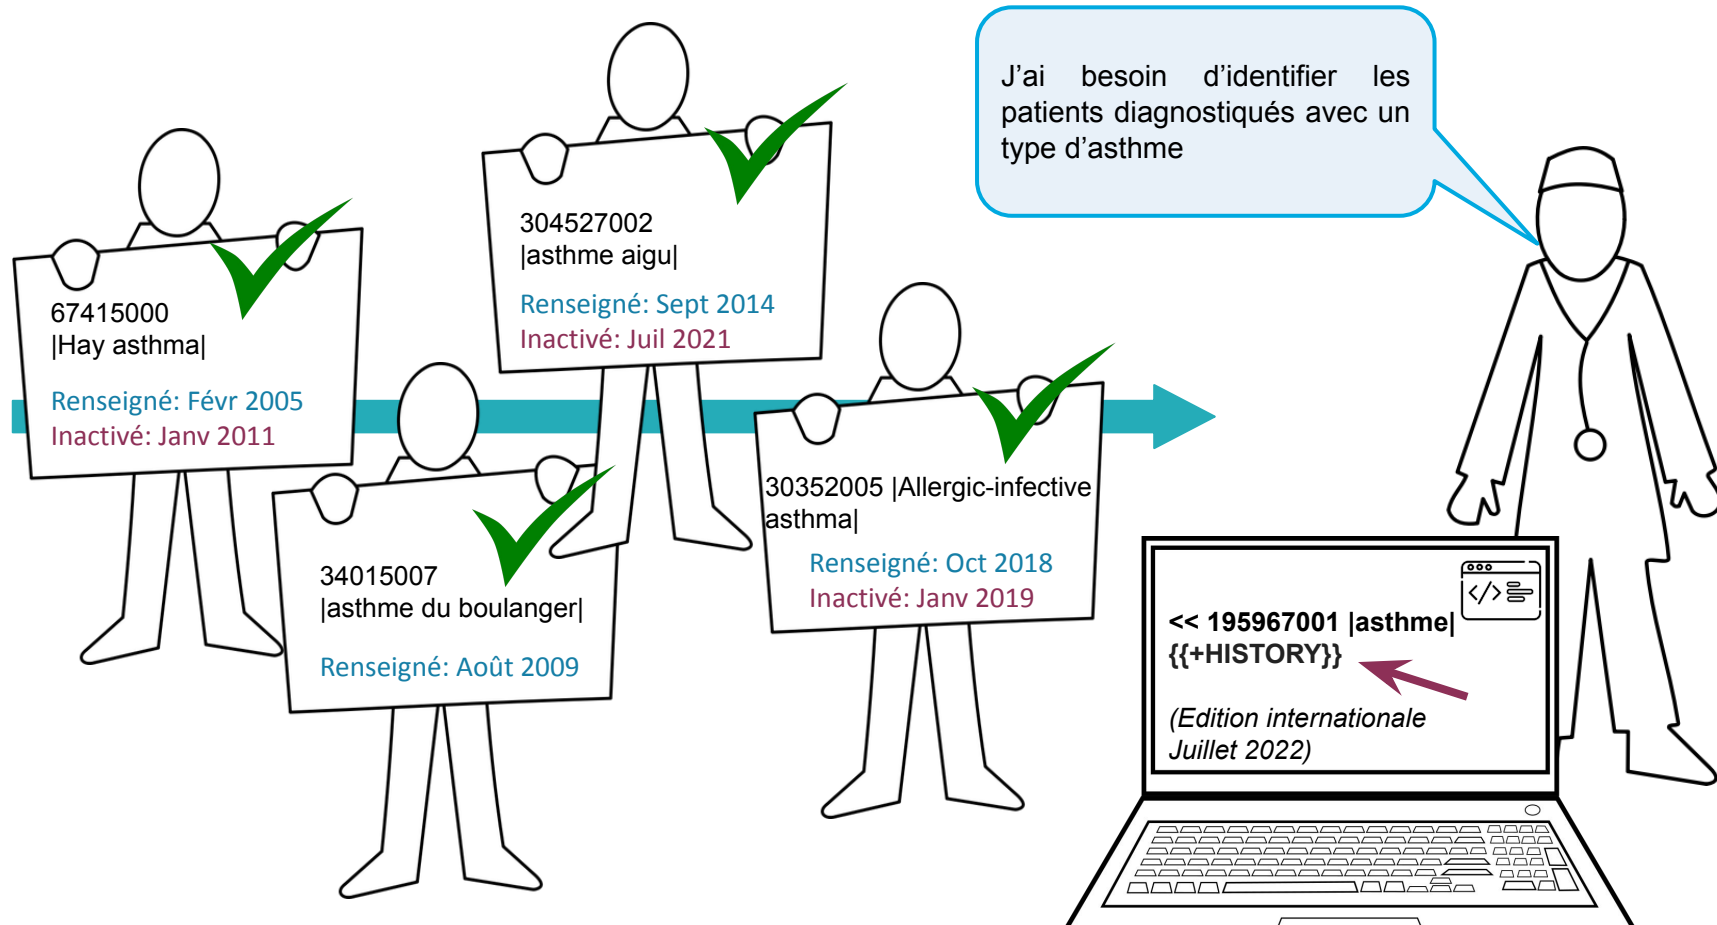 J’ai besoin d’identifier les
patients diagnostiqués avec un
type d’asthme
304527002
|asthme aigu|
Renseigné: Sept 2014
Inactivé: Juil 2021
67415000
|Hay asthma|
Renseigné: Févr 2005
Inactivé: Janv 2011
30352005 |Allergic-infective
asthma|
Renseigné: Oct 2018
Inactivé: Janv 2019
34015007
|asthme du boulanger|
Renseigné: Août 2009
</>
<< 195967001 |asthme|
{{+HISTORY}}
(Edition internationale
Juillet 2022)